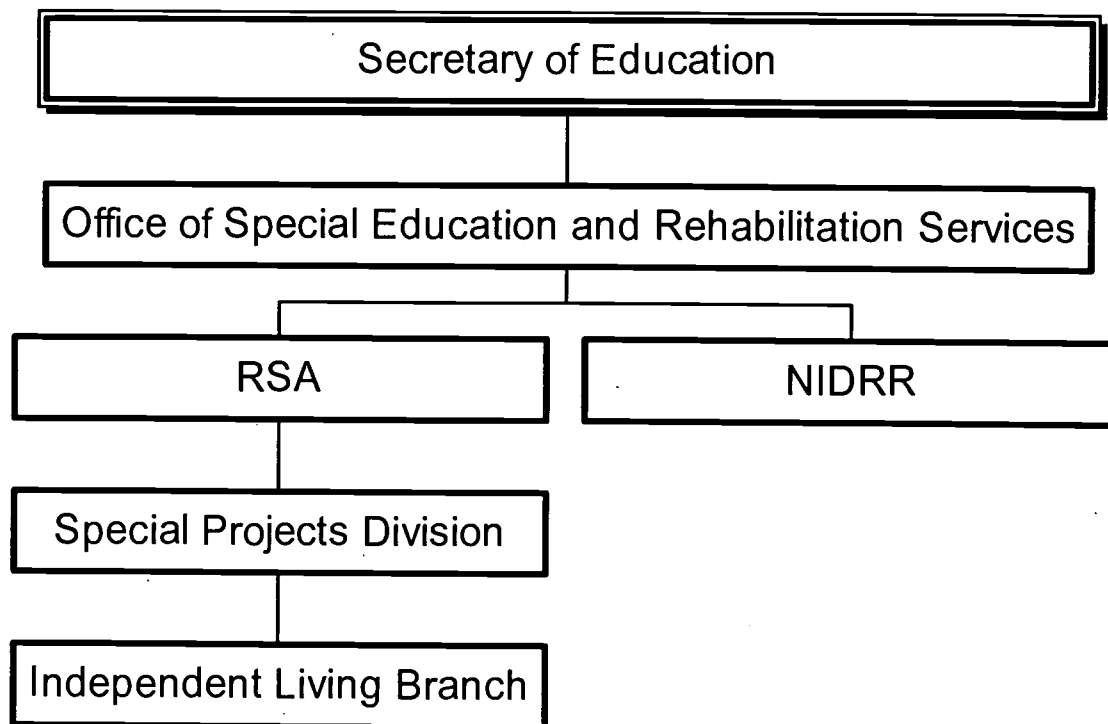 Secretary of Education
Office of Special Education and Rehabilitation Services
RSA
NIDRR
Special Projects Division
Independent Living Branch